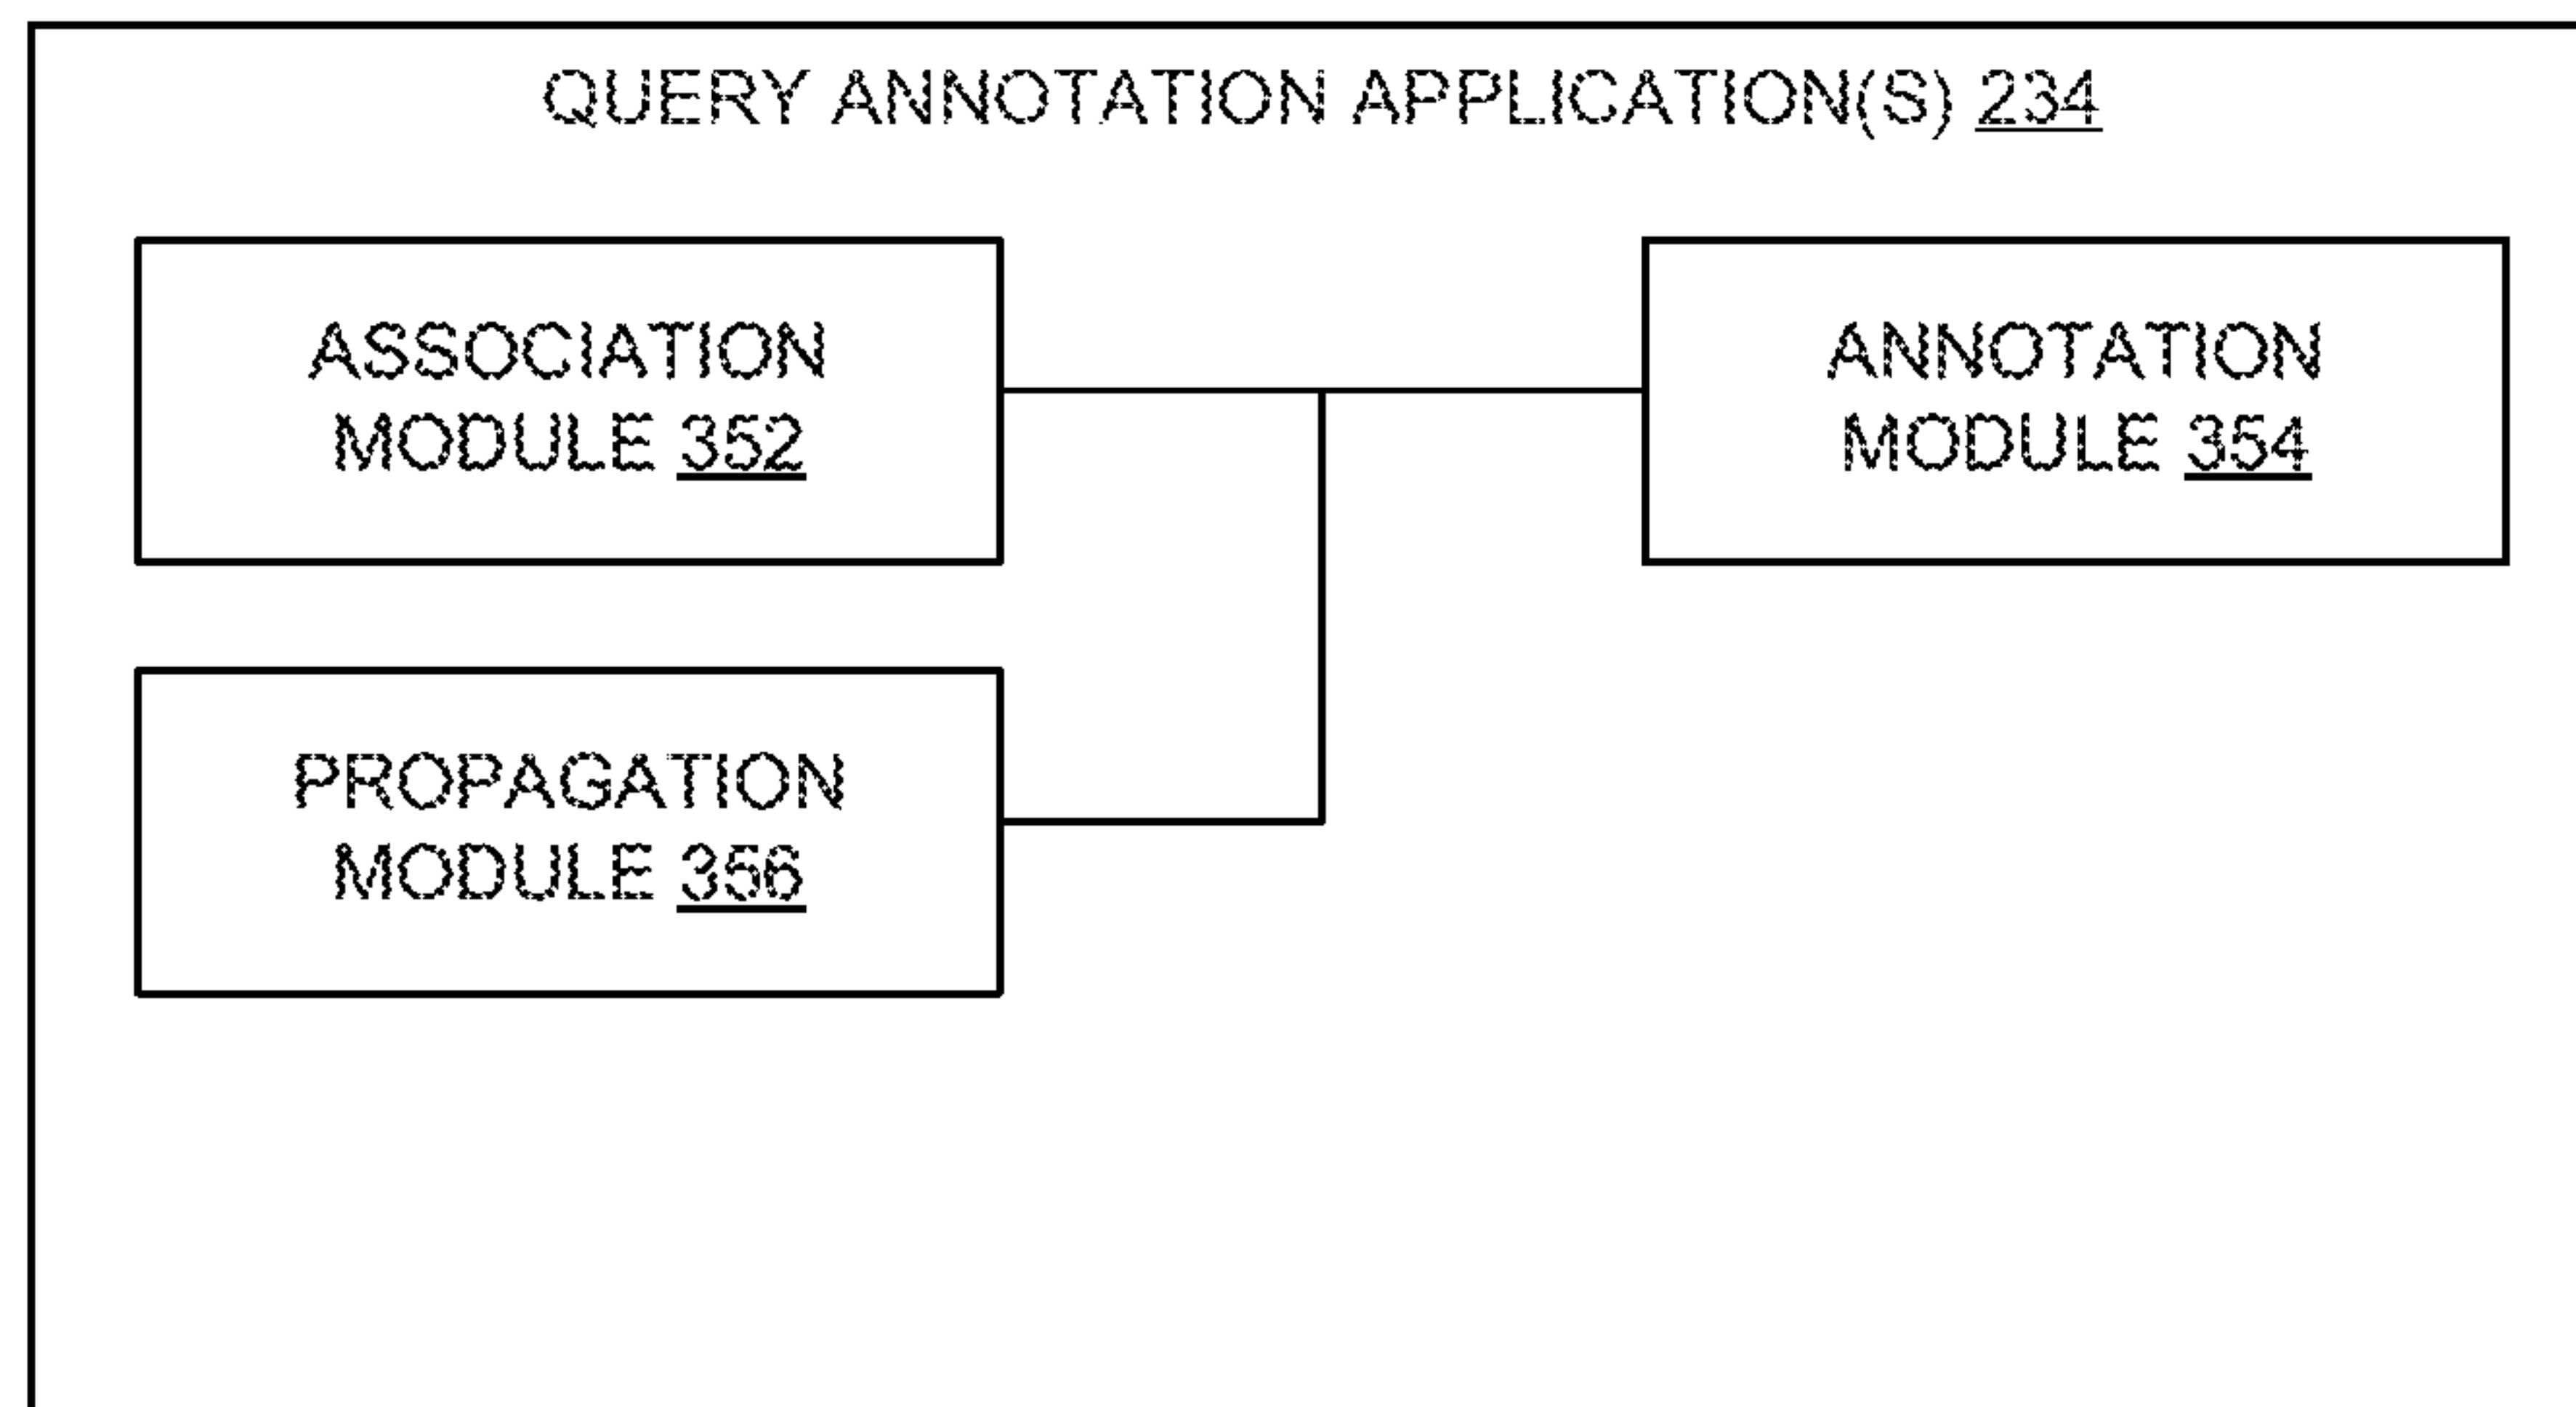 QUERY ANNOTATION APPLICATION(S) 234
ASSOCIATION
MODULE 352
ANNOTATION
MODULE 354
PROPAGATION
MODULE 356